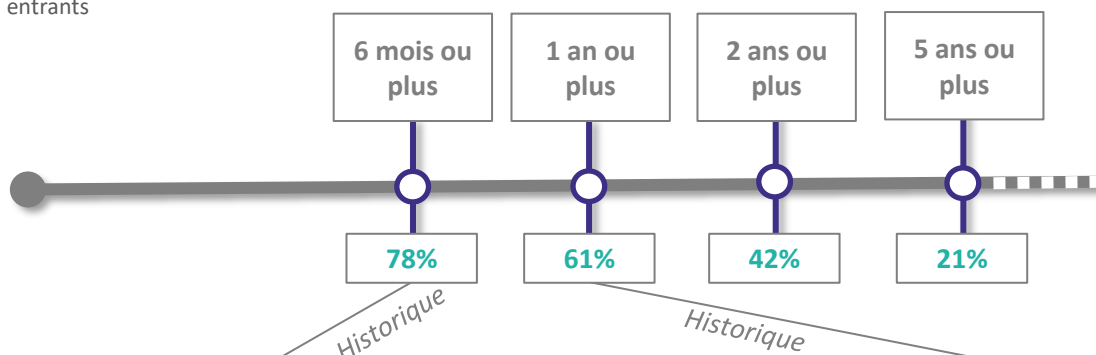 entrants
6 mois ou
plus
1 an ou
plus
2 ans ou
plus
5 ans ou
plus
78%
61%
42%
21%
Historique
Historique